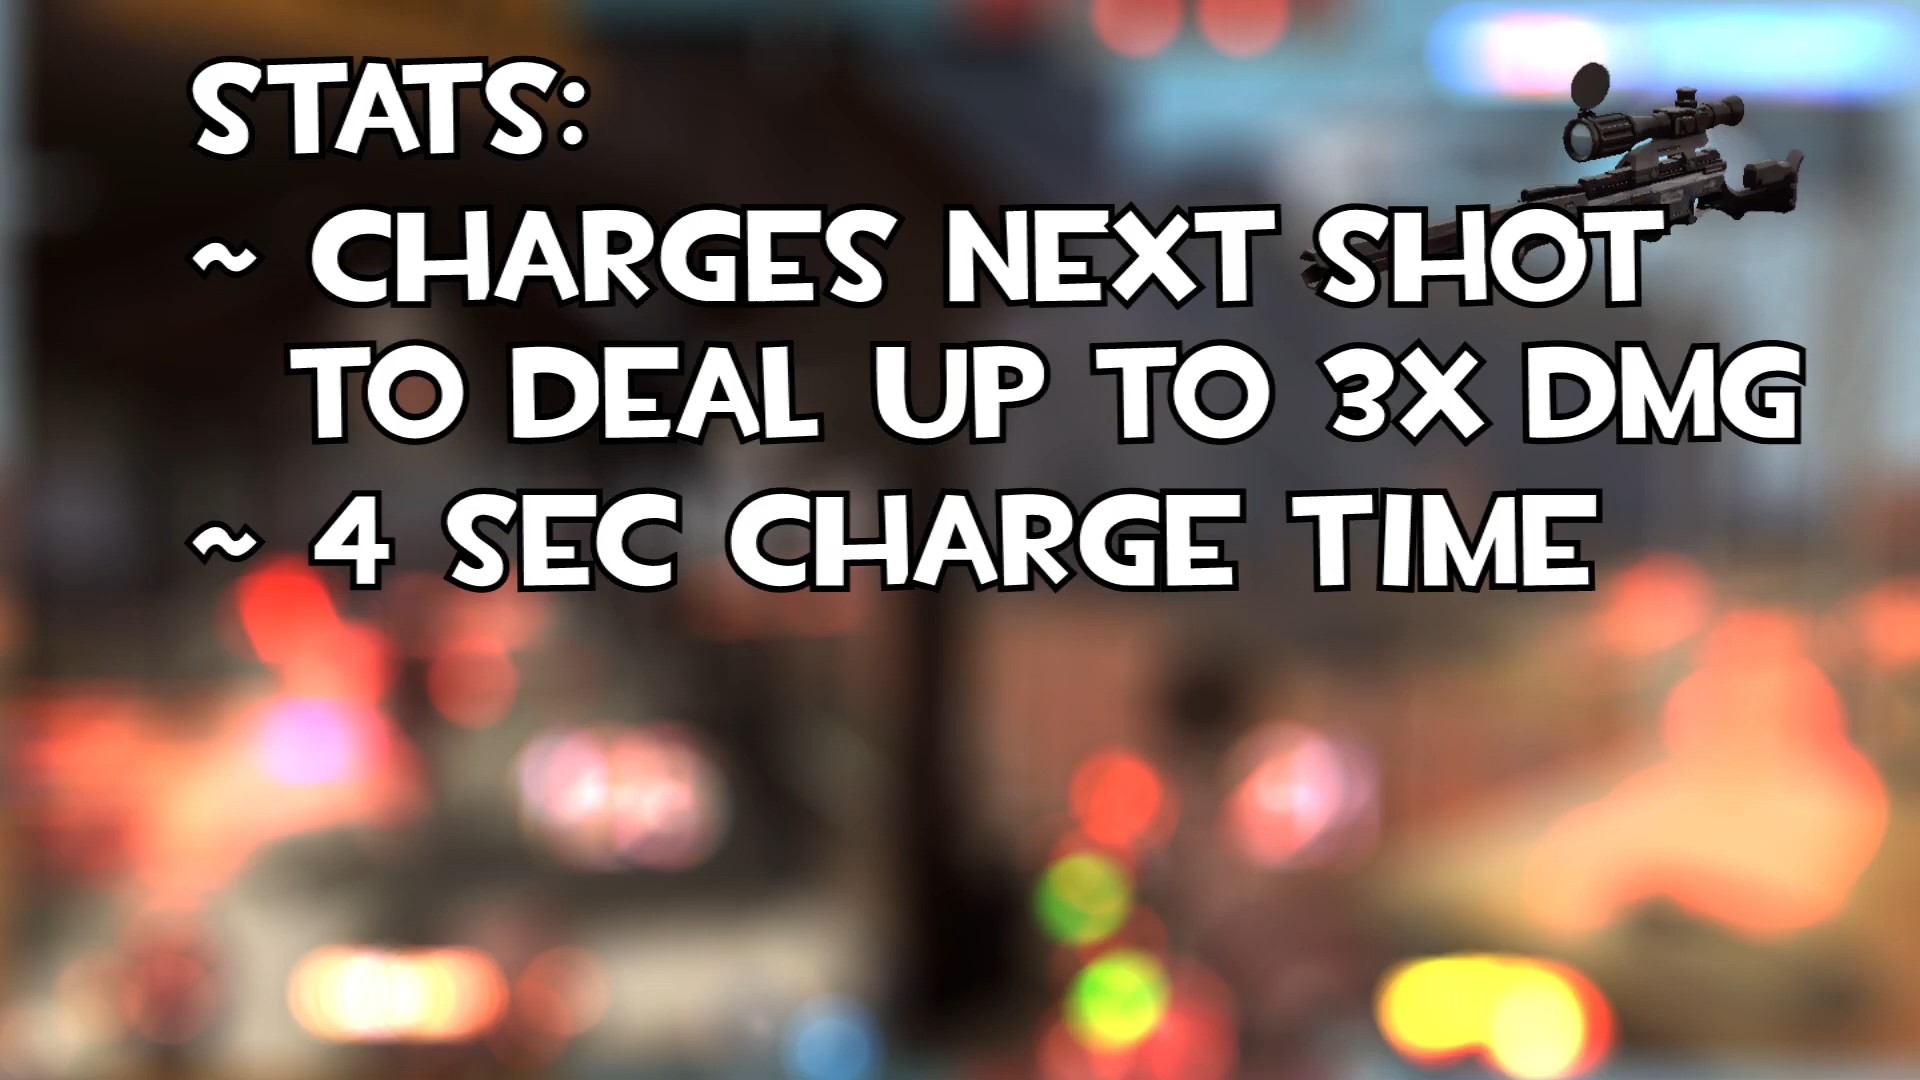 STATS:
~ CHARGES NEXT SHOT
TO DEAL UP TO 3X DMG
~ 4 SEC CHARGE TIME